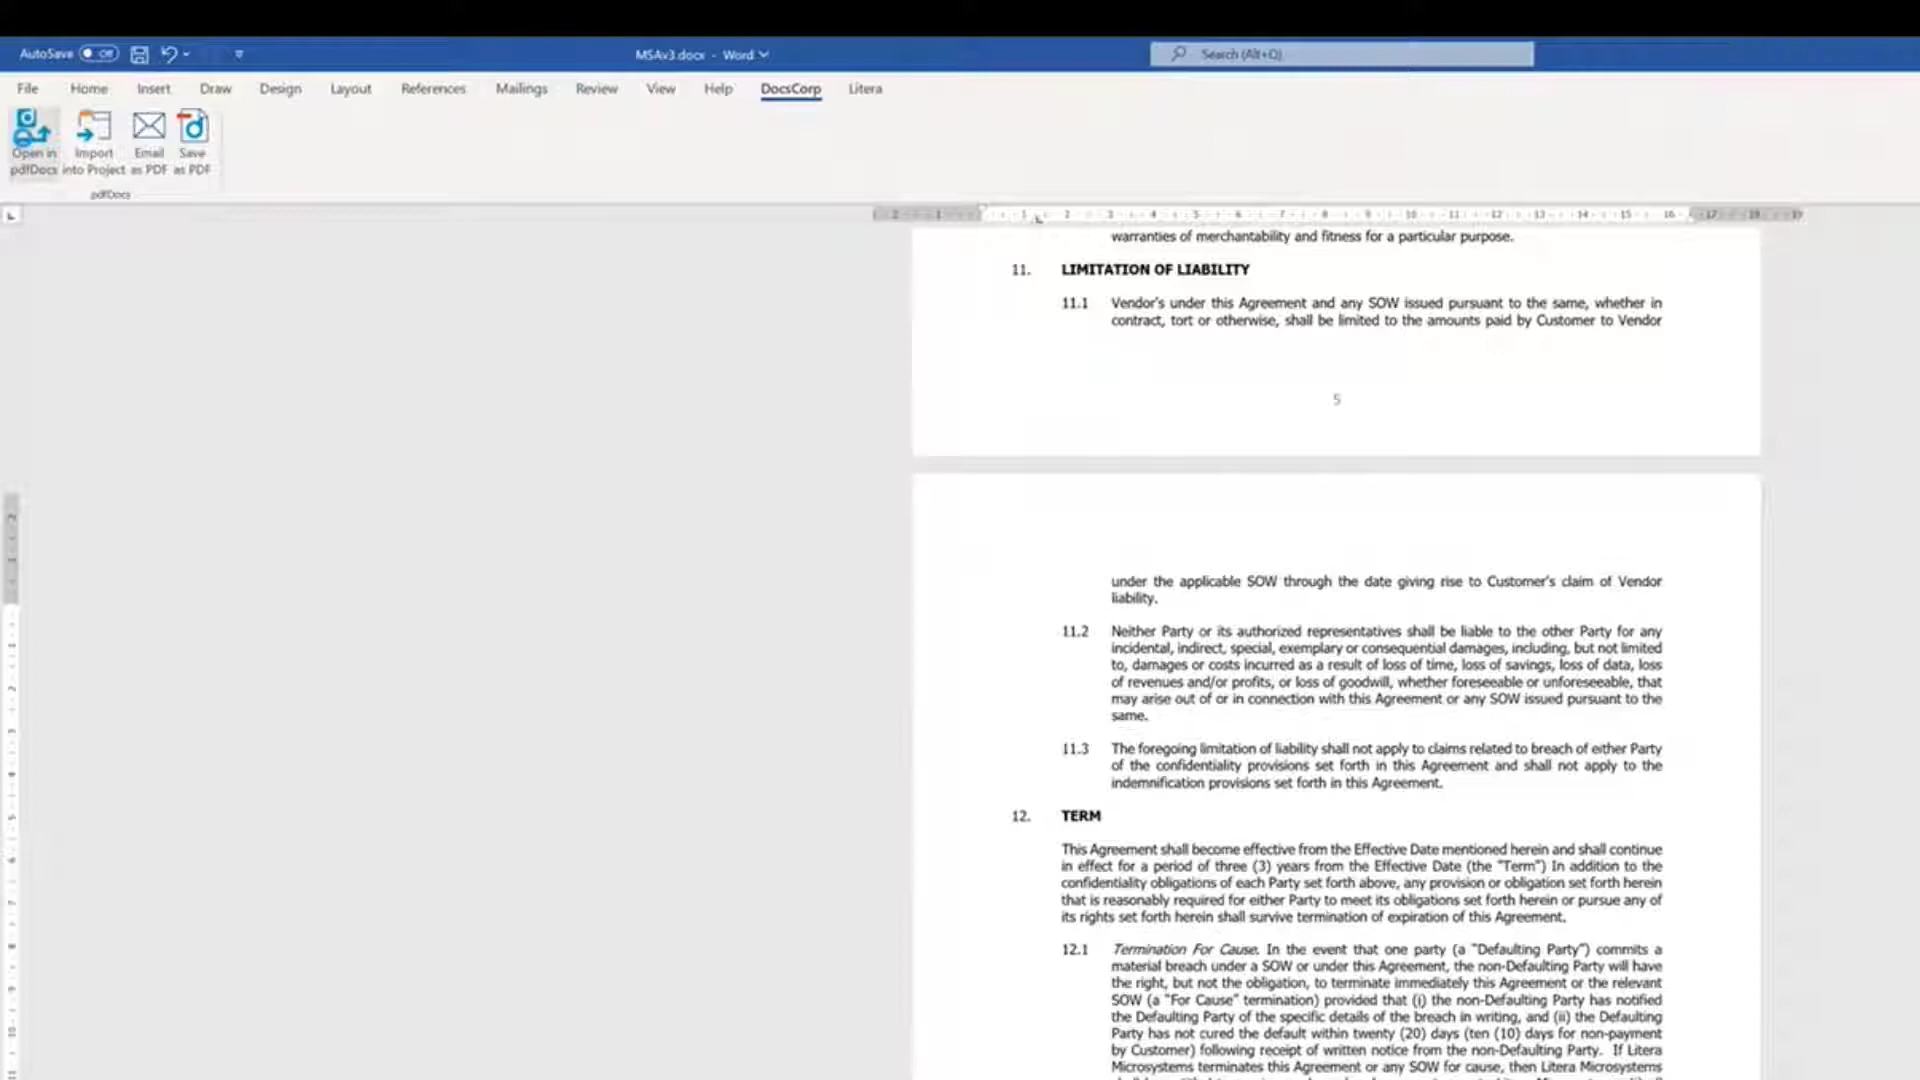 AutoSave Off MSAv3.docx - Word Search (Alt+Q)
File Home Insert Draw Design Layout References Mailings Review View Help DocsCorp Litera
Open in Import Email Save
pdfDocs into Project as PDF as PDF
pdfDocs
2 1 1 2 3 4 5 6 7 8 9 10 11 12 13 14 15 16 17 18 19
warranties of merchantability and fitness for a particular purpose.
11. LIMITATION OF LIABILITY
11.1 Vendor's under this Agreement and any SOW issued pursuant to the same, whether in
contract, tort or otherwise, shall be limited to the amounts paid by Customer to Vendor
5
under the applicable SOW through the date giving rise to Customer's claim of Vendor
liability.
11.2 Neither Party or its authorized representatives shall be liable to the other Party for any
incidental, indirect, special, exemplary or consequential damages, including, but not limited
to, damages or costs incurred as a result of loss of time, loss of savings, loss of data, loss
of revenues and/or profits, or loss of goodwill, whether foreseeable or unforeseeable, that
may arise out of or in connection with this Agreement or any SOW issued pursuant to the
same.
11.3 The foregoing limitation of liability shall not apply to claims related to breach of either Party
of the confidentiality provisions set forth in this Agreement and shall not apply to the
indemnification provisions set forth in this Agreement.
12. TERM
This Agreement shall become effective from the Effective Date mentioned herein and shall continue
in effect for a period of three (3) years from the Effective Date (the "Term") In addition to the
confidentiality obligations of each Party set forth above, any provision or obligation set forth herein
that is reasonably required for either Party to meet its obligations set forth herein or pursue any of
its rights set forth herein shall survive termination of expiration of this Agreement.
12.1 Termination For Cause. In the event that one party (a "Defaulting Party") commits a
material breach under a SOW or under this Agreement, the non-Defaulting Party will have
the right, but not the obligation, to terminate immediately this Agreement or the relevant
SOW (a "For Cause" termination) provided that (i) the non-Defaulting Party has notified
the Defaulting Party of the specific details of the breach in writing, and (ii) the Defaulting
Party has not cured the default within twenty (20) days (ten (10) days for non-payment
by Customer) following receipt of written notice from the non-Defaulting Party. If Litera
Microsystems terminates this Agreement or any SOW for cause, then Litera Microsystems